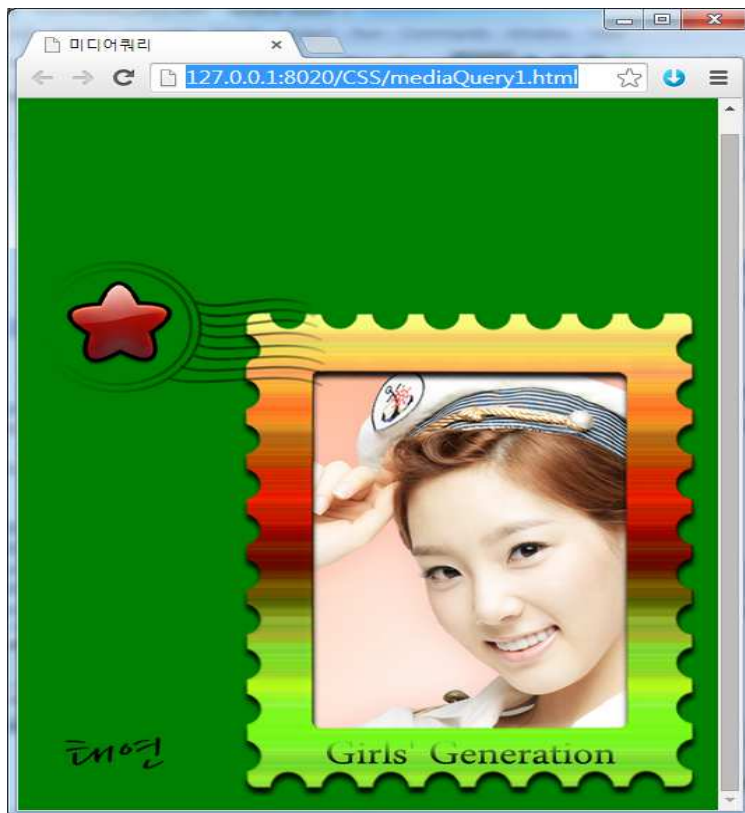 미디어쿼리
127.0.0.1:8020/CSS/mediaQuery1.html
태연
Girls' Generation